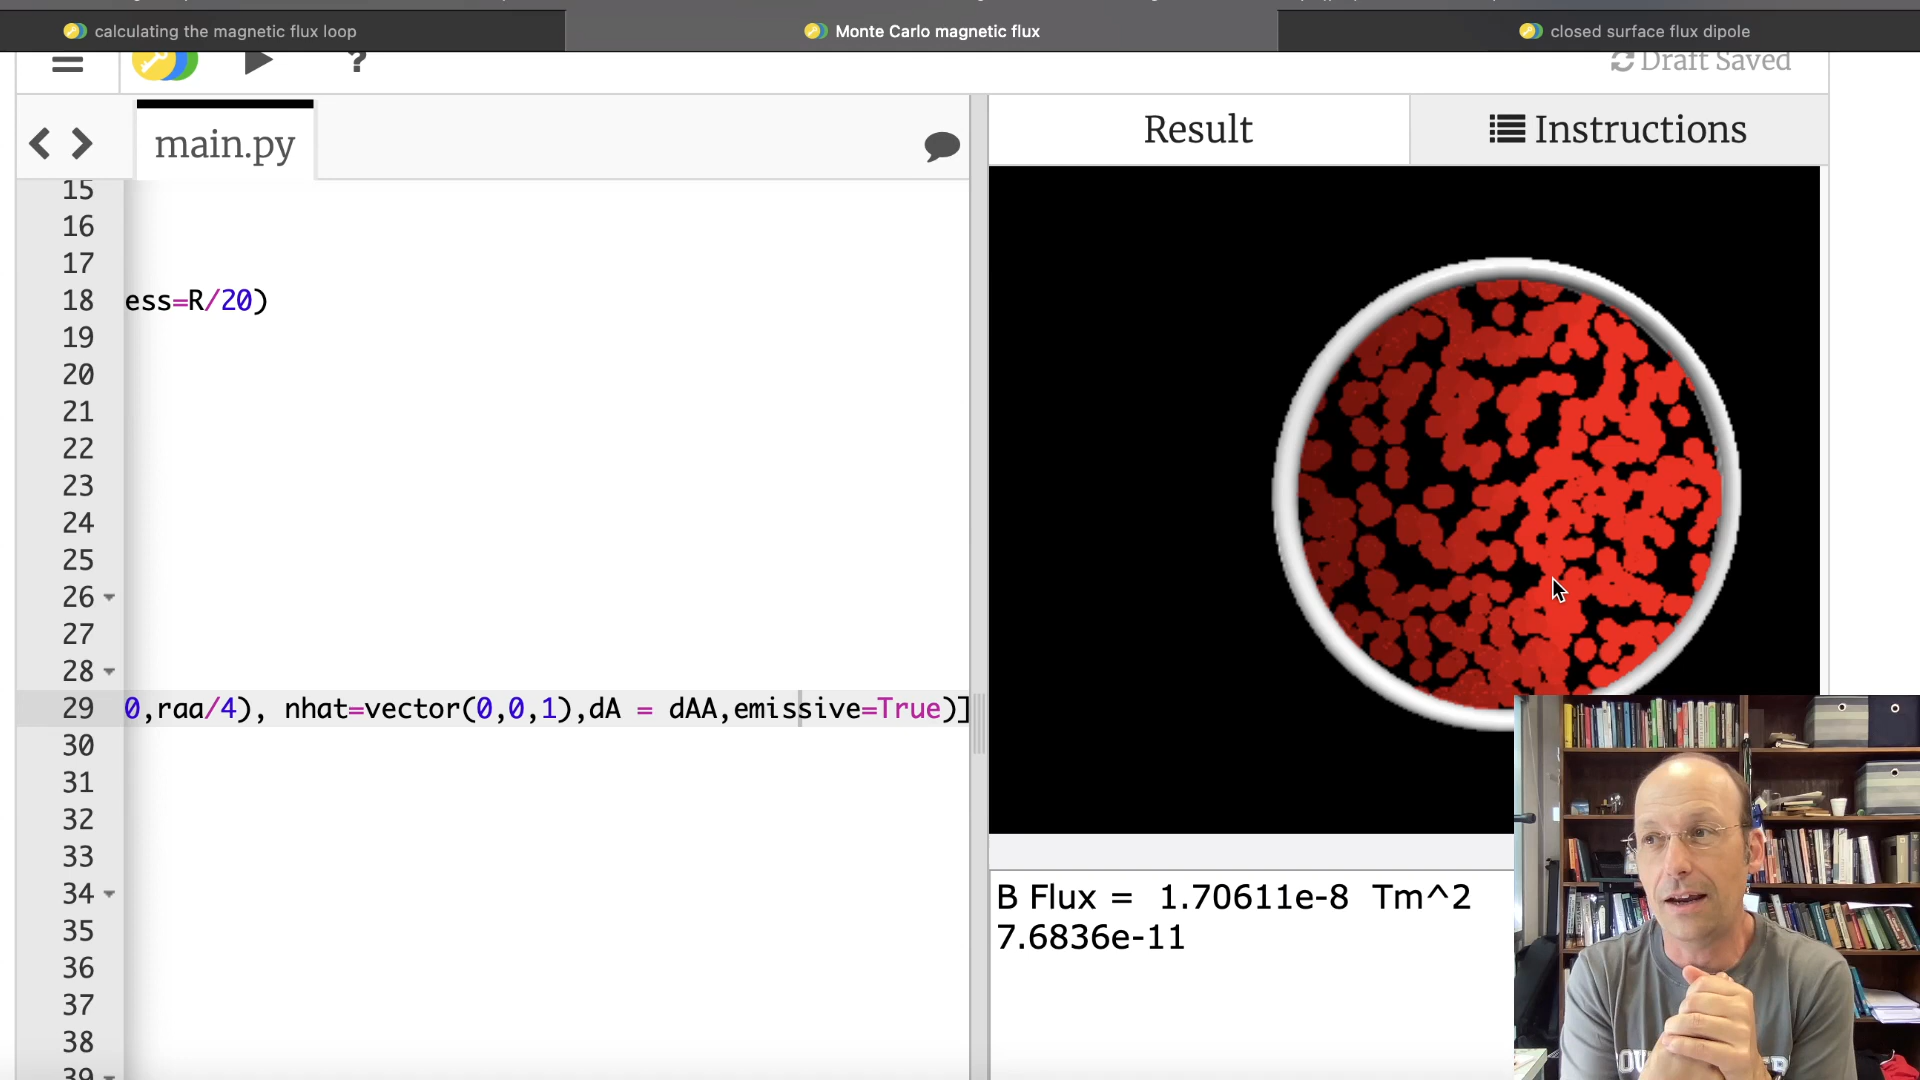 calculating the magnetic flux loop
Monte Carlo magnetic flux
closed surface flux dipole
?
Draft Saved
main.py
Result
Instructions
15
16
17
18 ess=R/20)
19
20
21
22
23
24
25
26
27
28
29 0,raa/4), nhat=vector(0,0,1),dA = dAA,emissive=True)]
30
31
32
33
34
35
36
37
38
39
B Flux = 1.70611e-8 Tm^2
7.6836e-11